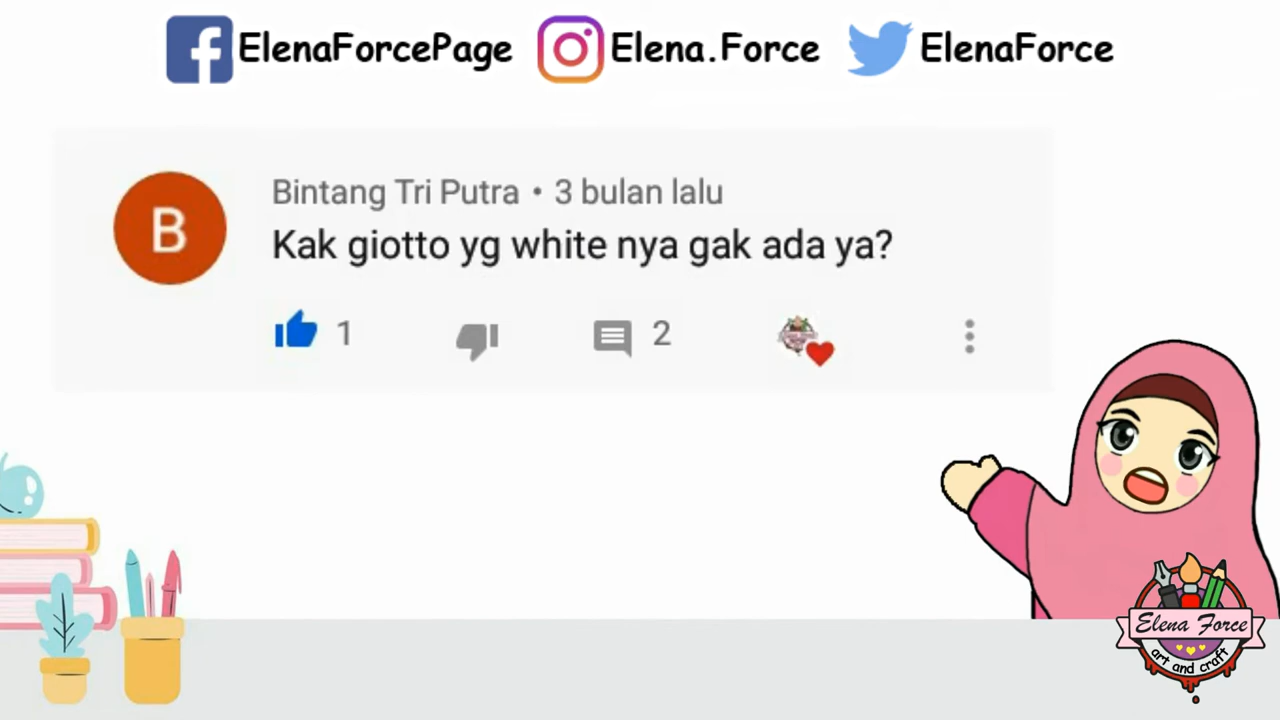 ElenaForcePage Elena.Force ElenaForce
B
Bintang Tri Putra • 3 bulan lalu
Kak giotto yg white nya gak ada ya?
1 2
Elena Force
art and craft